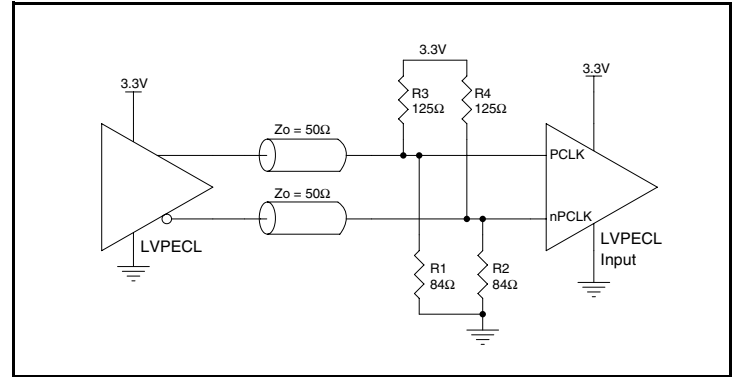 3.3V
3.3V
3.3V
R3
125Ω
R4
125Ω
Zo = 50Ω
PCLK
Zo = 50Ω
nPCLK
LVPECL
LVPECL
Input
R1
84Ω
R2
84Ω